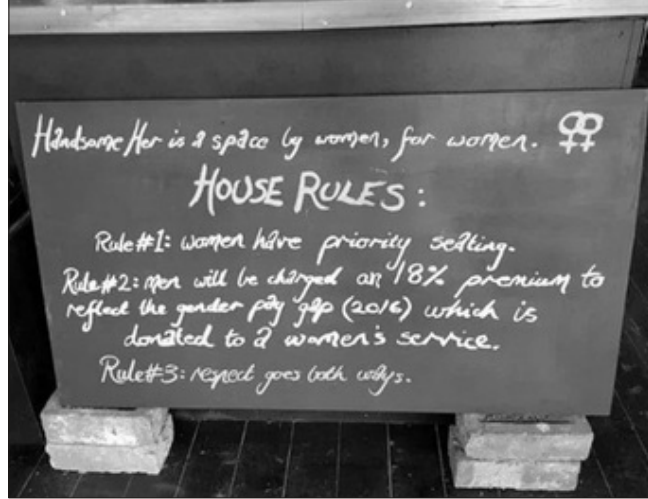 Handsome Her is a space by women, for women.
HOUSE RULES:
Rule #1: women have priority seating.
Rule #2: men will be charged an 18% premium to
reflect the gender pay gap (2016) which is
donated to a women's service.
Rule #3: respect goes both ways.